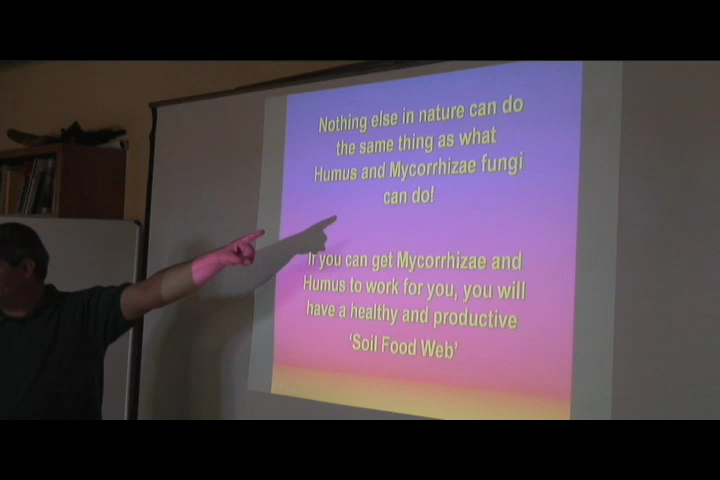 Nothing else in nature can do
the same thing as what
Humus and Mycorrhizae fungi
can do!
If you can get Mycorrhizae and
Humus to work for you, you will
have a healthy and productive
'Soil Food Web'